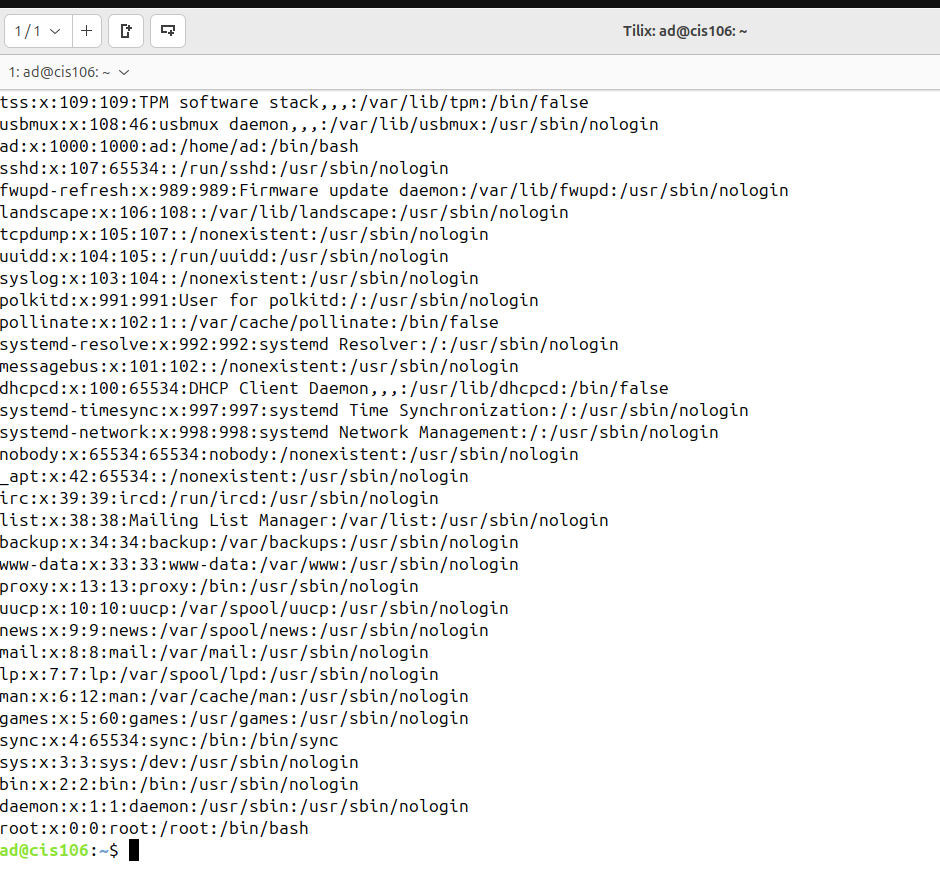 1 / 1
Tilix: ad@cis106: ~
1: ad@cis106: ~
tss:x:109:109:TPM software stack,,,:/var/lib/tpm:/bin/false
usbmux:x:108:46:usbmux daemon,,,:/var/lib/usbmux:/usr/sbin/nologin
ad:x:1000:1000:ad:/home/ad:/bin/bash
sshd:x:107:65534::/run/sshd:/usr/sbin/nologin
fwupd-refresh:x:989:989:Firmware update daemon:/var/lib/fwupd:/usr/sbin/nologin
landscape:x:106:108::/var/lib/landscape:/usr/sbin/nologin
tcpdump:x:105:107::/nonexistent:/usr/sbin/nologin
uuidd:x:104:105::/run/uuidd:/usr/sbin/nologin
syslog:x:103:104::/nonexistent:/usr/sbin/nologin
polkitd:x:991:991:User for polkitd:/:/usr/sbin/nologin
pollinate:x:102:1::/var/cache/pollinate:/bin/false
systemd-resolve:x:992:992:systemd Resolver:/:/usr/sbin/nologin
messagebus:x:101:102::/nonexistent:/usr/sbin/nologin
dhcpcd:x:100:65534:DHCP Client Daemon,,,:/usr/lib/dhcpcd:/bin/false
systemd-timesync:x:997:997:systemd Time Synchronization:/:/usr/sbin/nologin
systemd-network:x:998:998:systemd Network Management:/:/usr/sbin/nologin
nobody:x:65534:65534:nobody:/nonexistent:/usr/sbin/nologin
_apt:x:42:65534::/nonexistent:/usr/sbin/nologin
irc:x:39:39:ircd:/run/ircd:/usr/sbin/nologin
list:x:38:38:Mailing List Manager:/var/list:/usr/sbin/nologin
backup:x:34:34:backup:/var/backups:/usr/sbin/nologin
www-data:x:33:33:www-data:/var/www:/usr/sbin/nologin
proxy:x:13:13:proxy:/bin:/usr/sbin/nologin
uucp:x:10:10:uucp:/var/spool/uucp:/usr/sbin/nologin
news:x:9:9:news:/var/spool/news:/usr/sbin/nologin
mail:x:8:8:mail:/var/mail:/usr/sbin/nologin
lp:x:7:7:lp:/var/spool/lpd:/usr/sbin/nologin
man:x:6:12:man:/var/cache/man:/usr/sbin/nologin
games:x:5:60:games:/usr/games:/usr/sbin/nologin
sync:x:4:65534:sync:/bin:/bin/sync
sys:x:3:3:sys:/dev:/usr/sbin/nologin
bin:x:2:2:bin:/bin:/usr/sbin/nologin
daemon:x:1:1:daemon:/usr/sbin:/usr/sbin/nologin
root:x:0:0:root:/root:/bin/bash
ad@cis106:~$